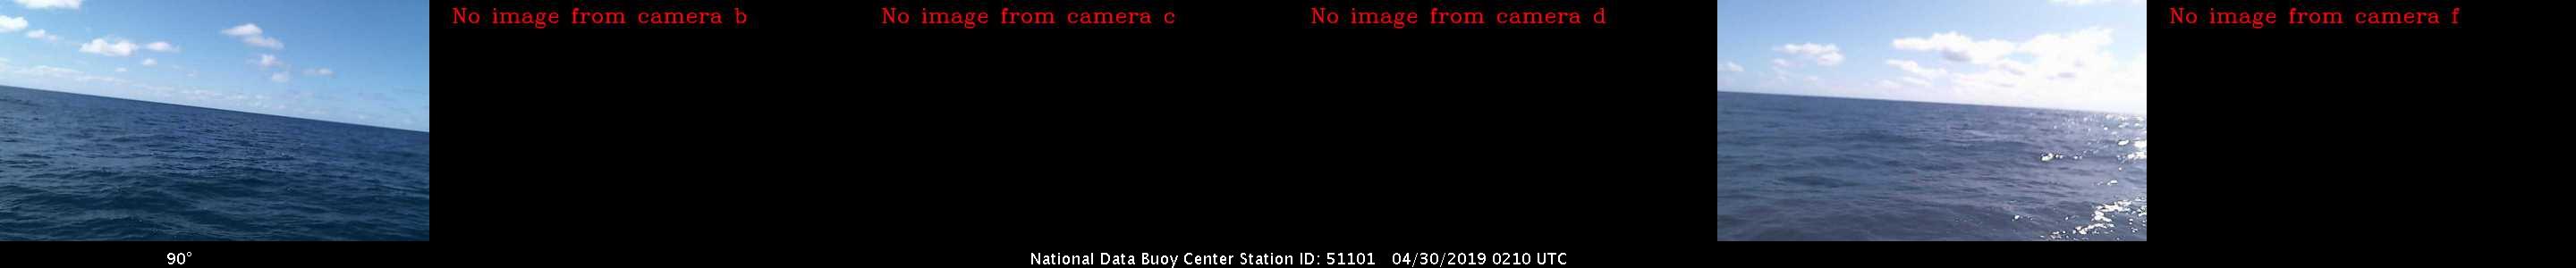 No image from camera b
No image from camera c
No image from camera d
No image from camera f
90°
National Data Buoy Center Station ID: 51101 04/30/2019 0210 UTC